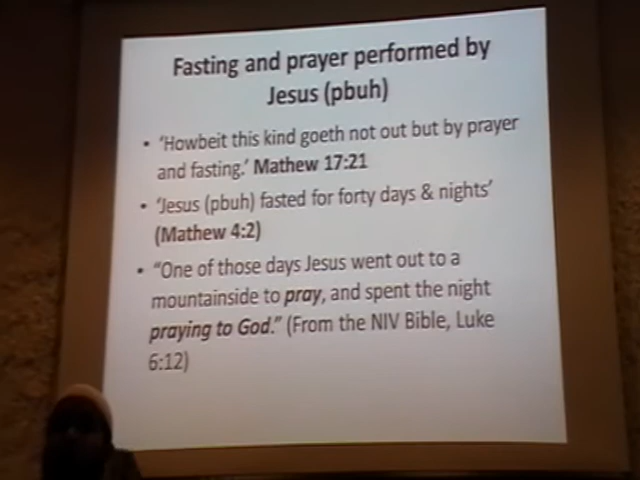 Fasting and prayer performed by
Jesus (pbuh)
• 'Howbeit this kind goeth not out but by prayer
and fasting.' Mathew 17:21
• 'Jesus (pbuh) fasted for forty days & nights'
(Mathew 4:2)
• "One of those days Jesus went out to a
mountainside to pray, and spent the night
praying to God." (From the NIV Bible, Luke
6:12)